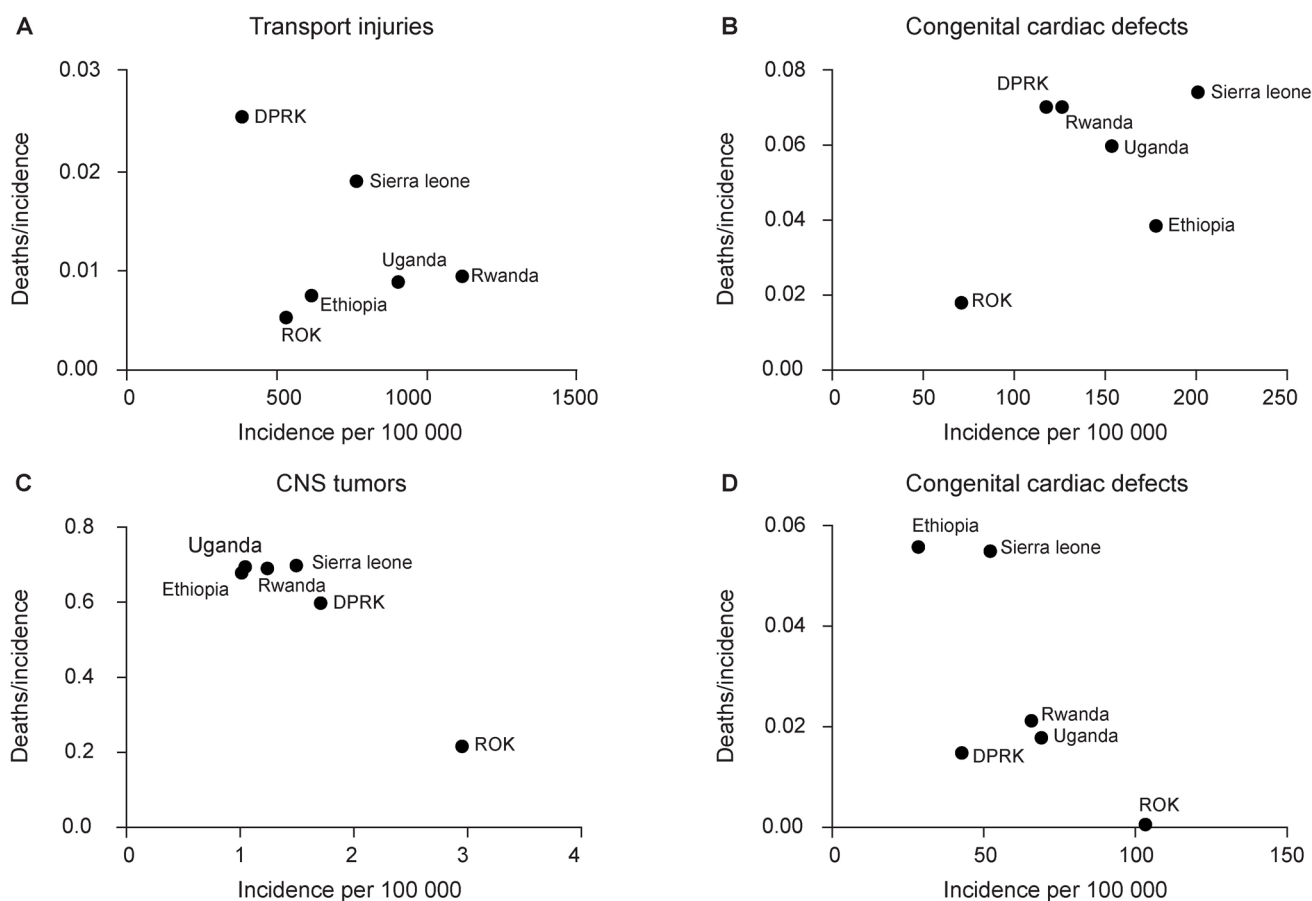 A
Transport injuries
Deaths/incidence
0.03
0.02
0.01
0.00
DPRK
Sierra leone
Uganda
Rwanda
Ethiopia
ROK
0 500 1000 1500
Incidence per 100 000
B
Congenital cardiac defects
Deaths/incidence
0.08
0.06
0.04
0.02
0.00
DPRK
Sierra leone
Rwanda
Uganda
Ethiopia
ROK
0 50 100 150 200 250
Incidence per 100 000
C
CNS tumors
Deaths/incidence
0.8
0.6
0.4
0.2
0.0
Uganda
Sierra leone
Ethiopia
Rwanda
DPRK
ROK
0 1 2 3 4
Incidence per 100 000
D
Congenital cardiac defects
Deaths/incidence
0.06
0.04
0.02
0.00
Ethiopia
Sierra leone
Rwanda
Uganda
DPRK
ROK
0 50 100 150
Incidence per 100 000